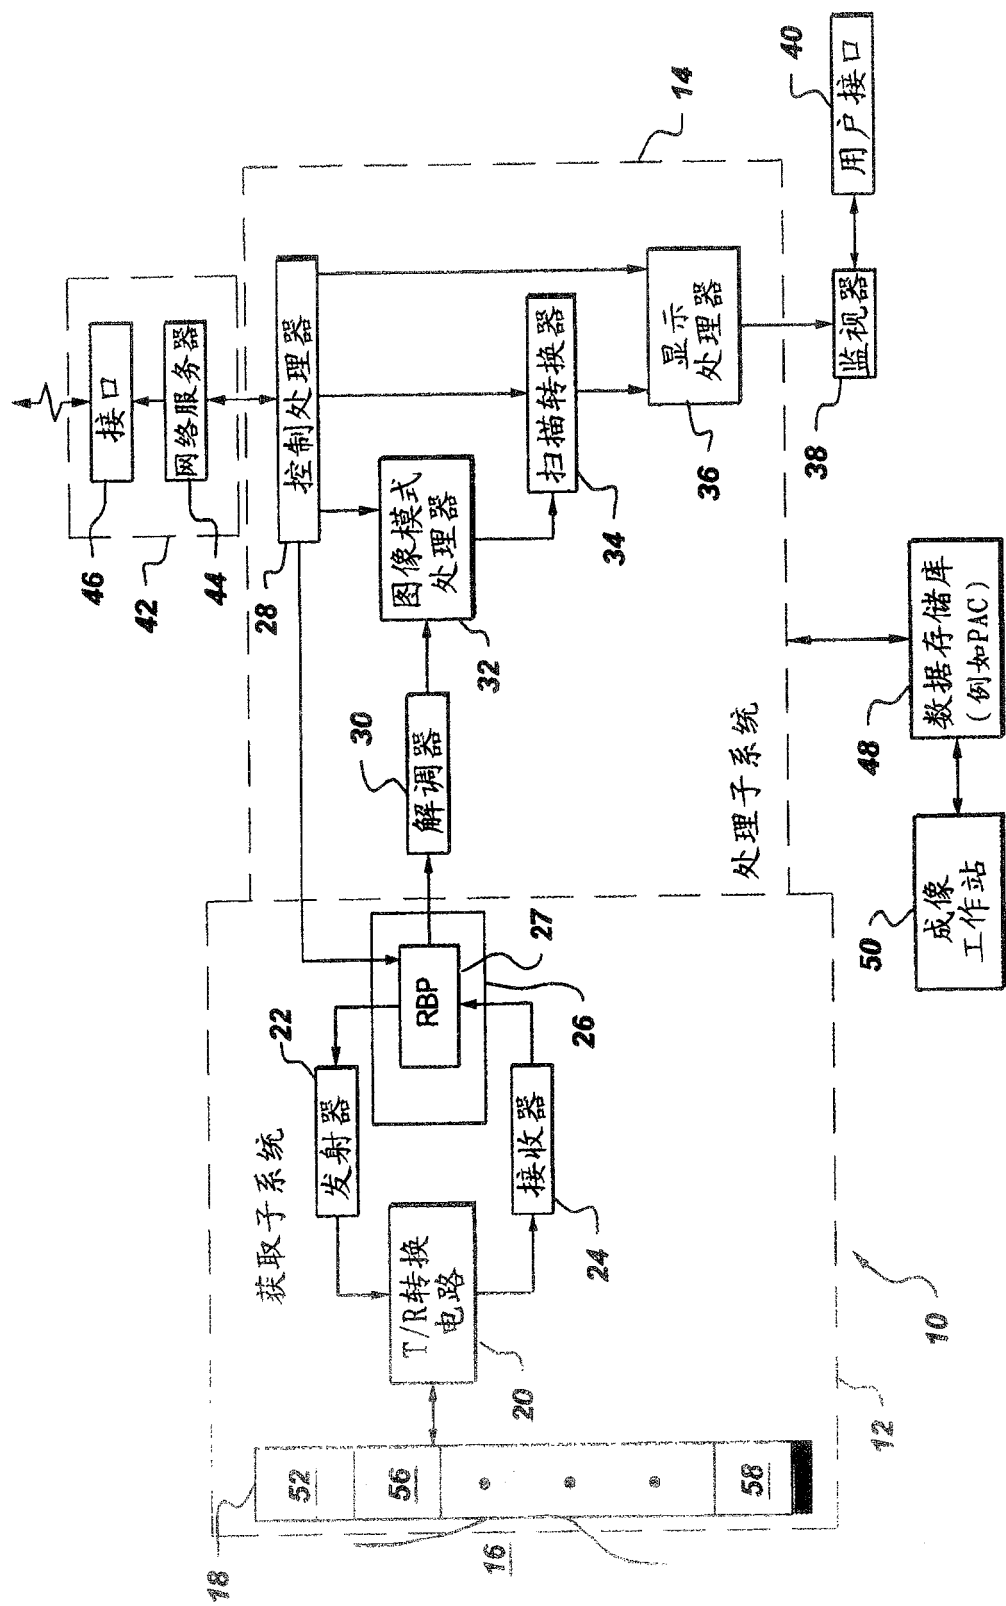 10
12
14
16
18
52
56
58
获取子系统
T/R转换
电路
20
发射器
22
接收器
24
RBP
27
26
处理子系统
解调器
30
控制处理器
28
图像模式
处理器
32
扫描转换器
34
显示
处理器
36
接口
46
网络服务器
44
42
监视器
38
用户接口
40
数据存储库
(例如PAC)
48
成像
工作站
50